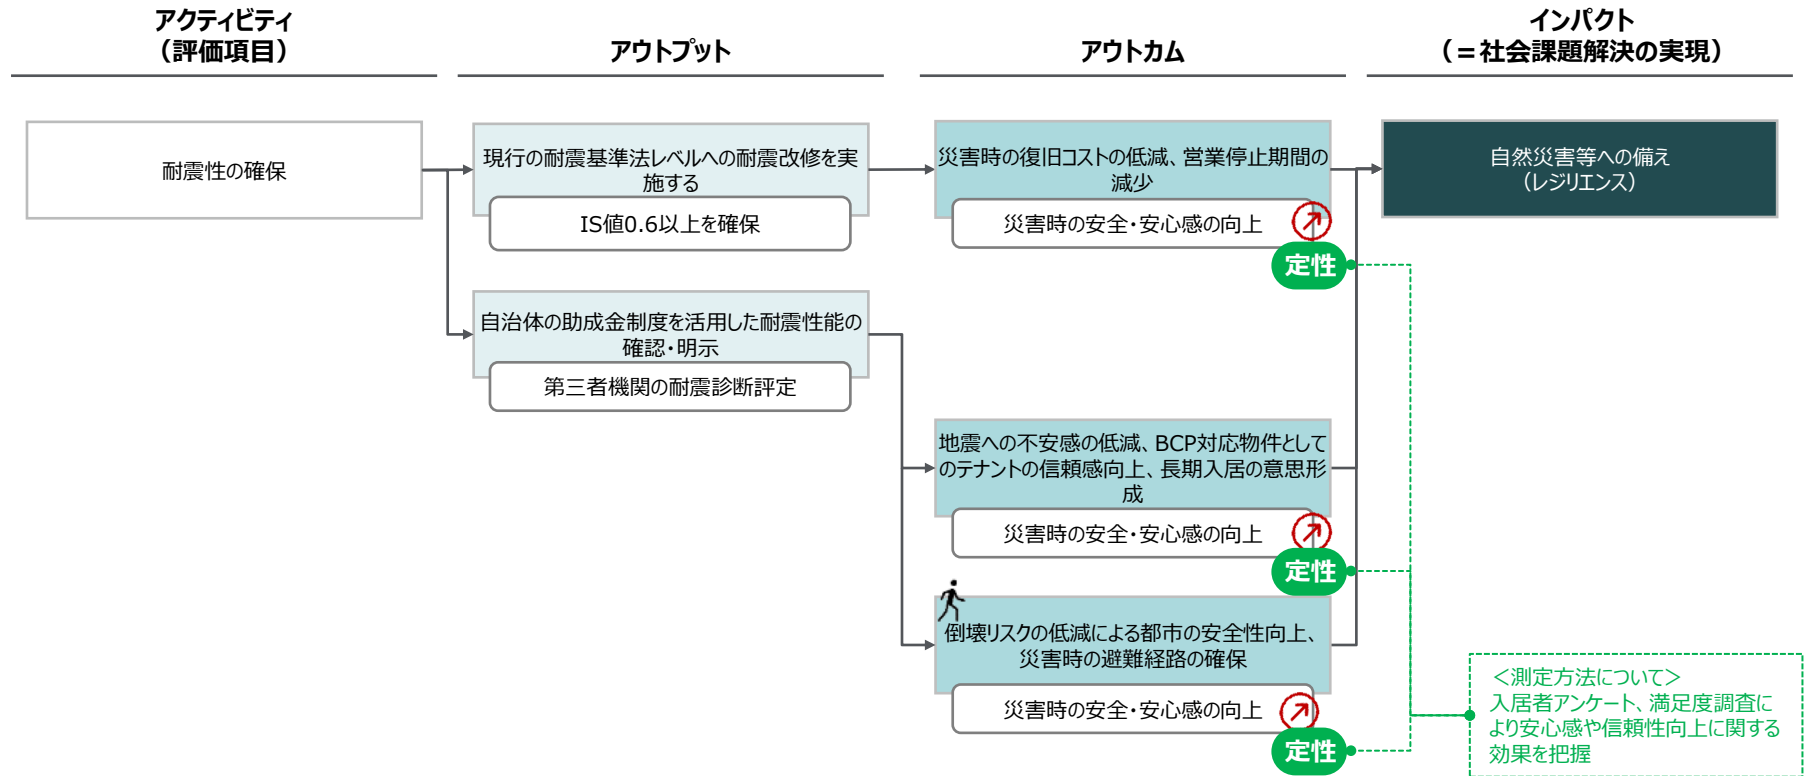 アクティビティ
（評価項目）
アウトプット
アウトカム
インパクト
（＝社会課題解決の実現）
耐震性の確保
現行の耐震基準法レベルへの耐震改修を実
施する
IS値0.6以上を確保
自治体の助成金制度を活用した耐震性能の
確認・明示
第三者機関の耐震診断評定
災害時の復旧コストの低減、営業停止期間の
減少
災害時の安全・安心感の向上
定性
地震への不安感の低減、BCP対応物件として
のテナントの信頼感向上、長期入居の意思形
成
災害時の安全・安心感の向上
定性
倒壊リスクの低減による都市の安全性向上、
災害時の避難経路の確保
災害時の安全・安心感の向上
定性
自然災害等への備え
（レジリエンス）
＜測定方法について＞
入居者アンケート、満足度調査に
より安心感や信頼性向上に関する
効果を把握